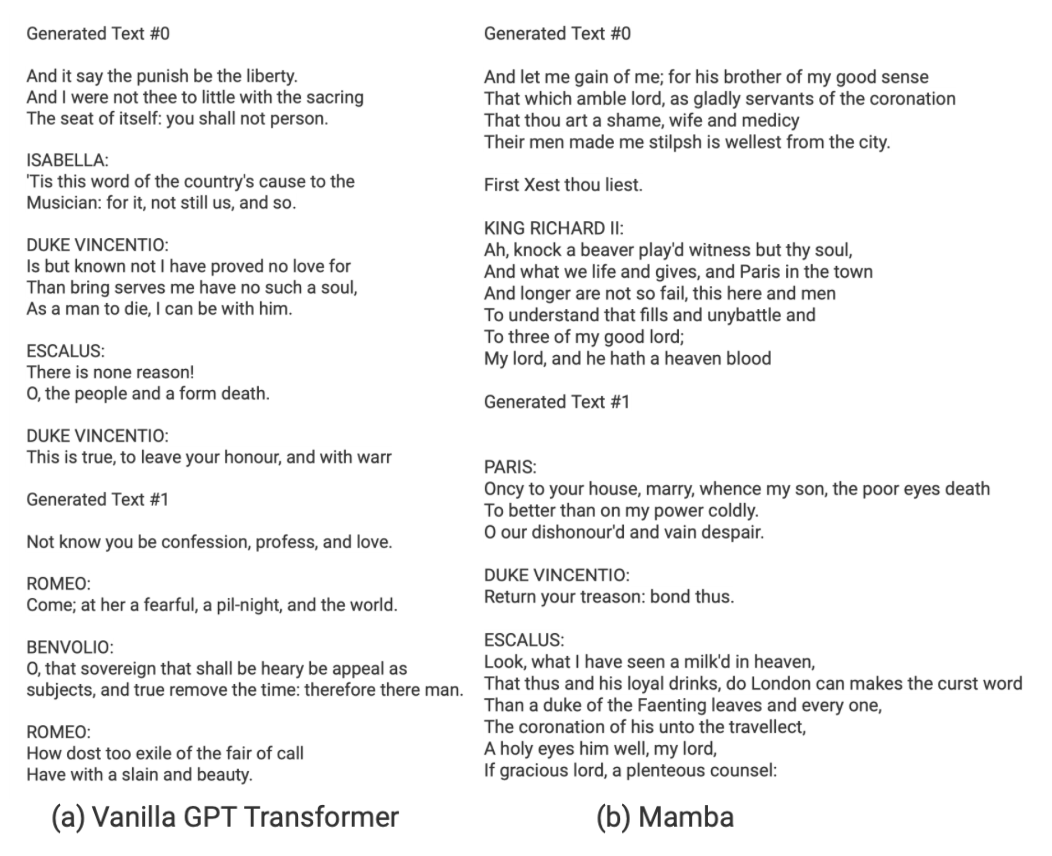 Generated Text #0
And it say the punish be the liberty.
And I were not thee to little with the sacring
The seat of itself: you shall not person.
ISABELLA:
'Tis this word of the country's cause to the
Musician: for it, not still us, and so.
DUKE VINCENTIO:
Is but known not I have proved no love for
Than bring serves me have no such a soul,
As a man to die, I can be with him.
ESCALUS:
There is none reason!
O, the people and a form death.
DUKE VINCENTIO:
This is true, to leave your honour, and with warr
Generated Text #1
Not know you be confession, profess, and love.
ROMEO:
Come; at her a fearful, a pil-night, and the world.
BENVOLIO:
O, that sovereign that shall be heary be appeal as
subjects, and true remove the time: therefore there man.
ROMEO:
How dost too exile of the fair of call
Have with a slain and beauty.
(a) Vanilla GPT Transformer
Generated Text #0
And let me gain of me; for his brother of my good sense
That which amble lord, as gladly servants of the coronation
That thou art a shame, wife and medicy
Their men made me stilpsh is wellest from the city.
First Xest thou liest.
KING RICHARD II:
Ah, knock a beaver play'd witness but thy soul,
And what we life and gives, and Paris in the town
And longer are not so fail, this here and men
To understand that fills and unybattle and
To three of my good lord;
My lord, and he hath a heaven blood
Generated Text #1
PARIS:
Oncy to your house, marry, whence my son, the poor eyes death
To better than on my power coldly.
O our dishonour'd and vain despair.
DUKE VINCENTIO:
Return your treason: bond thus.
ESCALUS:
Look, what I have seen a milk'd in heaven,
That thus and his loyal drinks, do London can makes the curst word
Than a duke of the Faenting leaves and every one,
The coronation of his unto the travellect,
A holy eyes him well, my lord,
If gracious lord, a plenteous counsel:
(b) Mamba